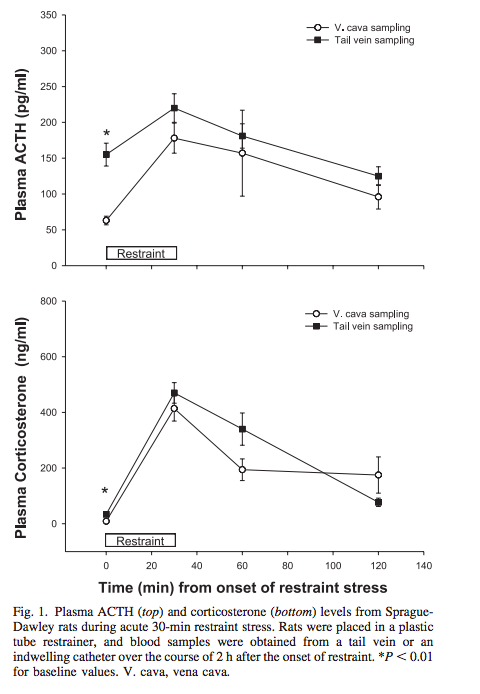 350
V. cava sampling
Tail vein sampling
300
250
200
*
150
100
50
Restraint
0
Plasma ACTH (pg/ml)
800
V. cava sampling
Tail vein sampling
600
400
200
*
0
Restraint
Plasma Corticosterone (ng/ml)
0 20 40 60 80 100 120 140
Time (min) from onset of restraint stress
Fig. 1. Plasma ACTH (top) and corticosterone (bottom) levels from Sprague-
Dawley rats during acute 30-min restraint stress. Rats were placed in a plastic
tube restrainer, and blood samples were obtained from a tail vein or an
indwelling catheter over the course of 2 h after the onset of restraint. *P < 0.01
for baseline values. V. cava, vena cava.